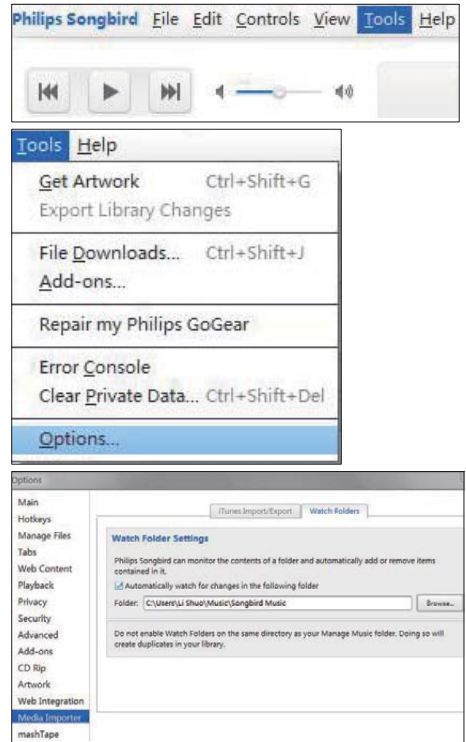 Philips Songbird File Edit Controls View Tools Help
Tools Help
Get Artwork Ctrl+Shift+G
Export Library Changes
File Downloads... Ctrl+Shift+J
Add-ons...
Repair my Philips GoGear
Error Console
Clear Private Data... Ctrl+Shift+Del
Options...
Options
Main
Hotkeys
Manage Files
Tabs
Web Content
Playback
Privacy
Security
Advanced
Add-ons
CD Rip
Artwork
Web Integration
Media Importer
mashTape
iTunes Import/Export Watch Folders
Watch Folder Settings
Philips Songbird can monitor the contents of a folder and automatically add or remove items
contained in it.
Automatically watch for changes in the following folder
Folder: C:\Users\Li Shuo\Music\Songbird Music Browse...
Do not enable Watch Folders on the same directory as your Manage Music folder. Doing so will
create duplicates in your library.